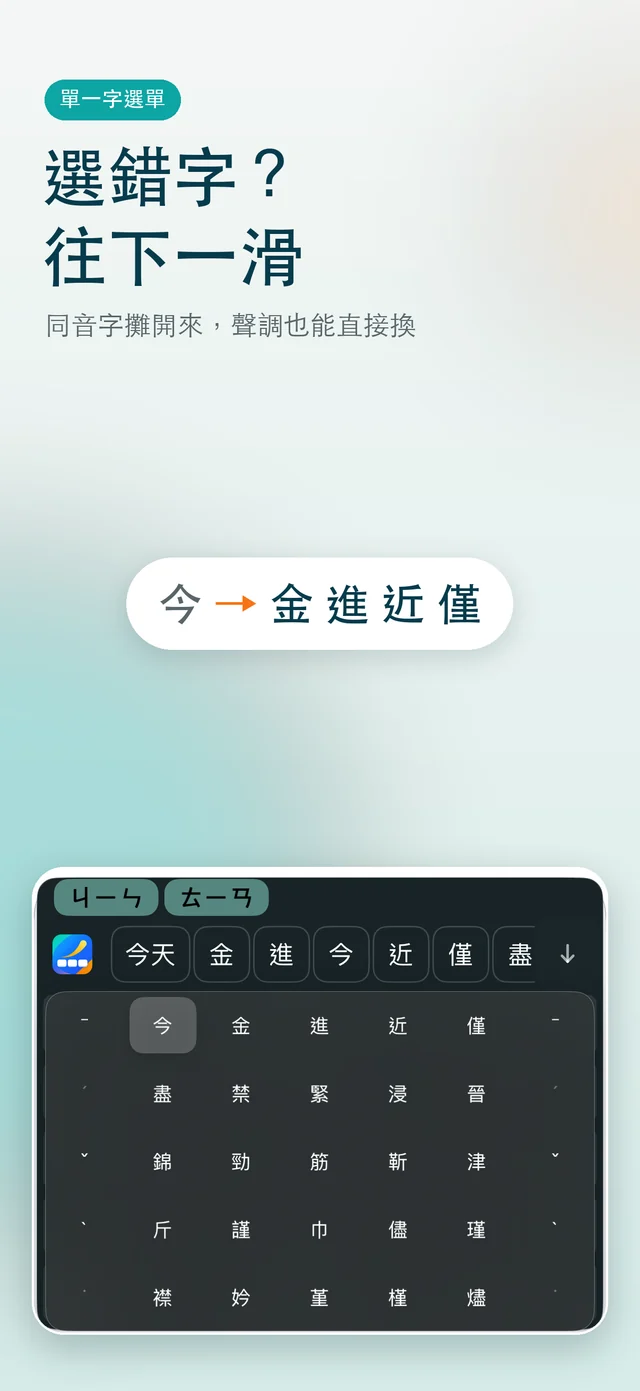 單一字選單
選錯字？
往下一滑
同音字攤開來，聲調也能直接換
今→金進近僅
ㄐㄧㄣ ㄊㄧㄢ
今天 金 進 今 近 僅 盡 ↓
ˉ 今 金 進 近 僅 ˉ
ˊ 盡 禁 緊 浸 晉 ˊ
ˇ 錦 勁 筋 靳 津 ˇ
ˋ 斤 謹 巾 儘 瑾 ˋ
˙ 襟 妗 堇 槿 燼 ˙